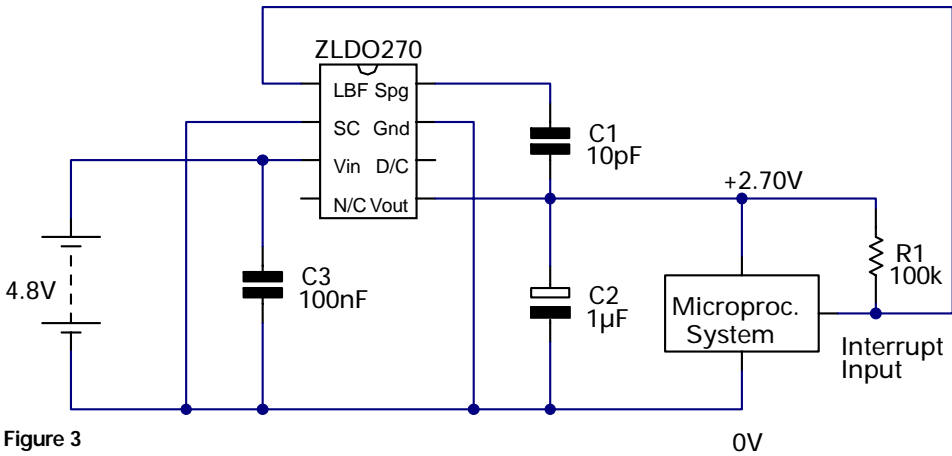 ZLDO270
LBF Spg
SC Gnd
Vin D/C
N/C Vout
C1
10pF
+2.70V
4.8V
C3
100nF
C2
1µF
R1
100k
Microproc.
System
Interrupt
Input
Figure 3
0V